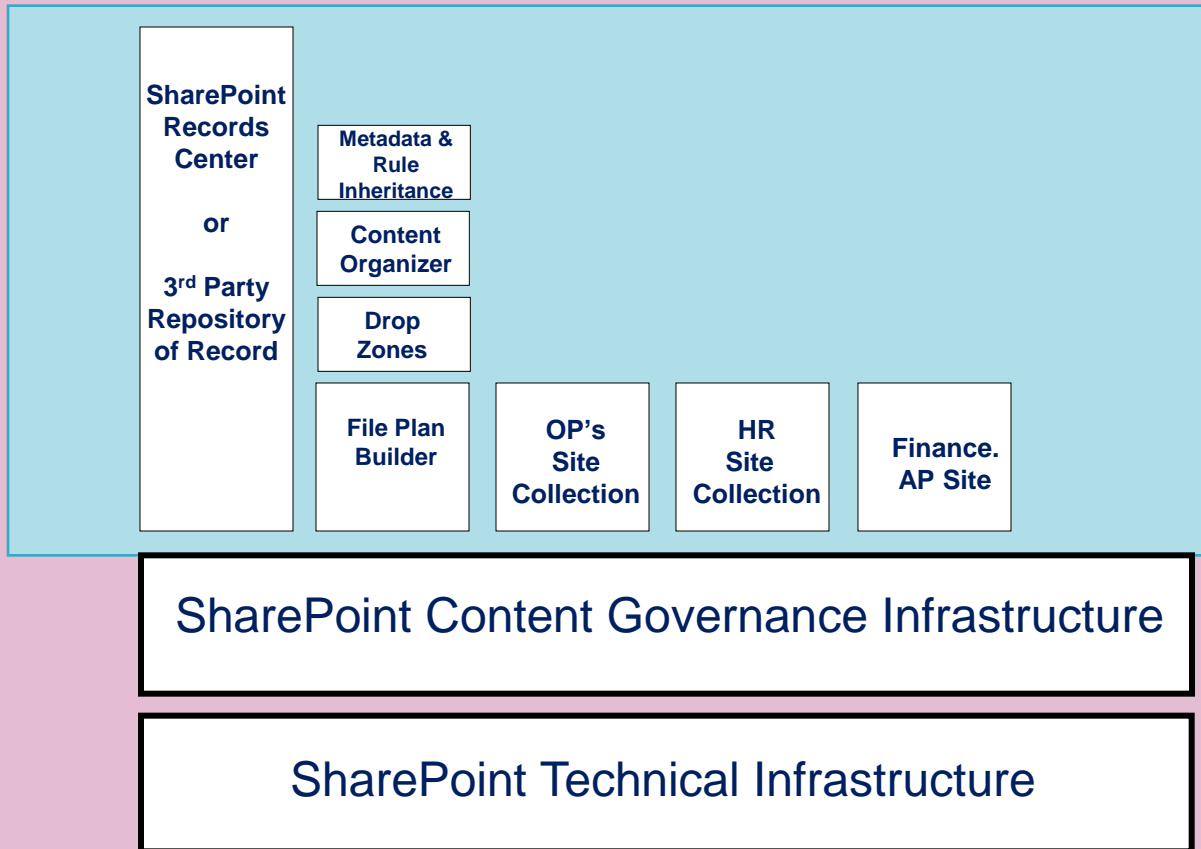 SharePoint
Records
Center
or
3rd Party
Repository
of Record
Metadata &
Rule
Inheritance
Content
Organizer
Drop
Zones
File Plan
Builder
OP’s
Site
Collection
HR
Site
Collection
Finance.
AP Site
SharePoint Content Governance Infrastructure
SharePoint Technical Infrastructure